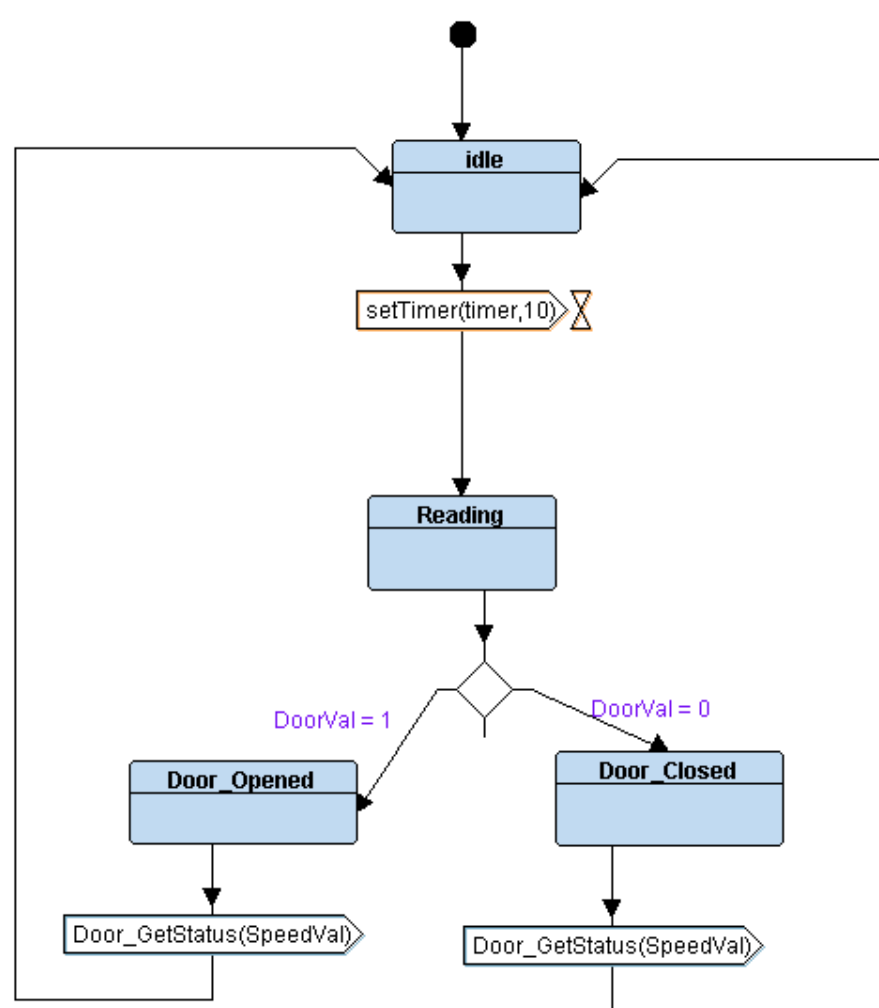 idle
setTimer(timer,10)
Reading
DoorVal = 1
DoorVal = 0
Door_Opened
Door_Closed
Door_GetStatus(SpeedVal)
Door_GetStatus(SpeedVal)